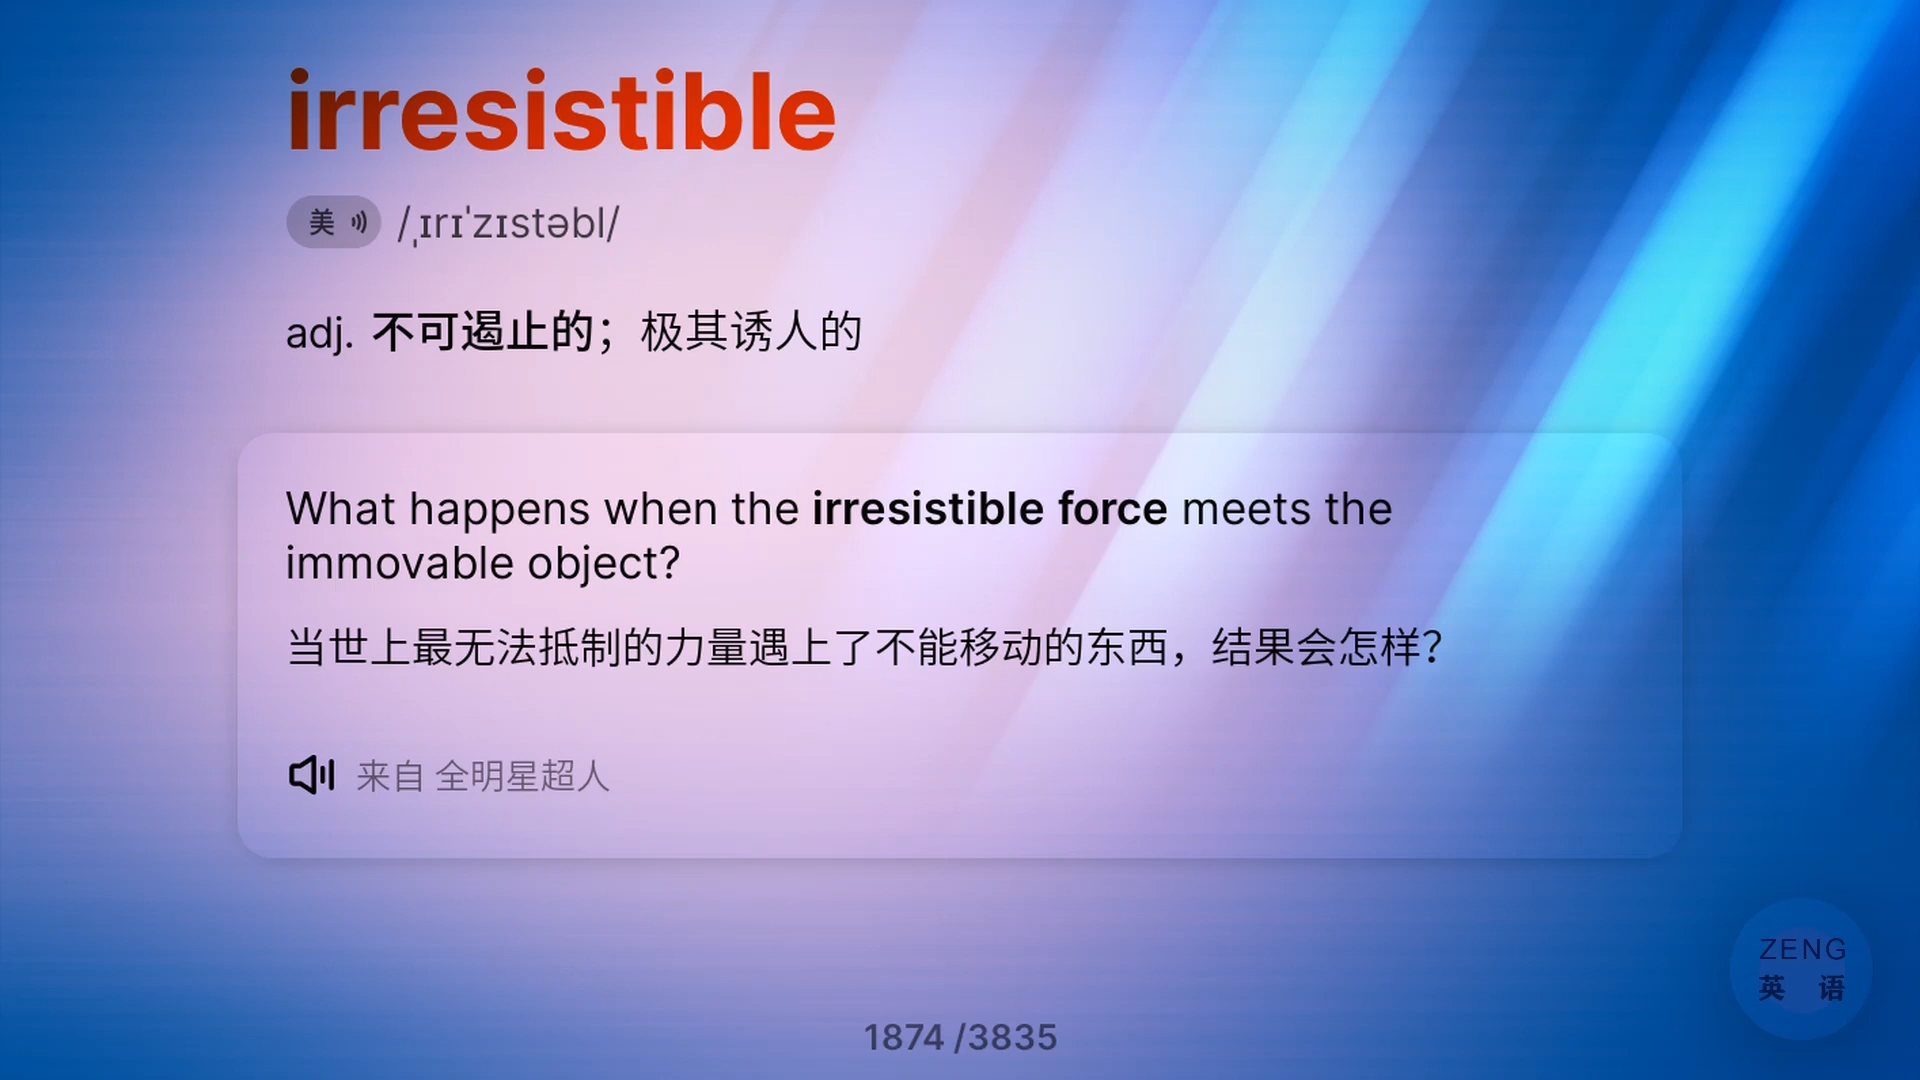 irresistible
美 /ˌɪrɪˈzɪstəbl/
adj. 不可遏止的；极其诱人的
What happens when the irresistible force meets the
immovable object?
当世上最无法抵制的力量遇上了不能移动的东西，结果会怎样？
来自 全明星超人
ZENG
英 语
1874 /3835